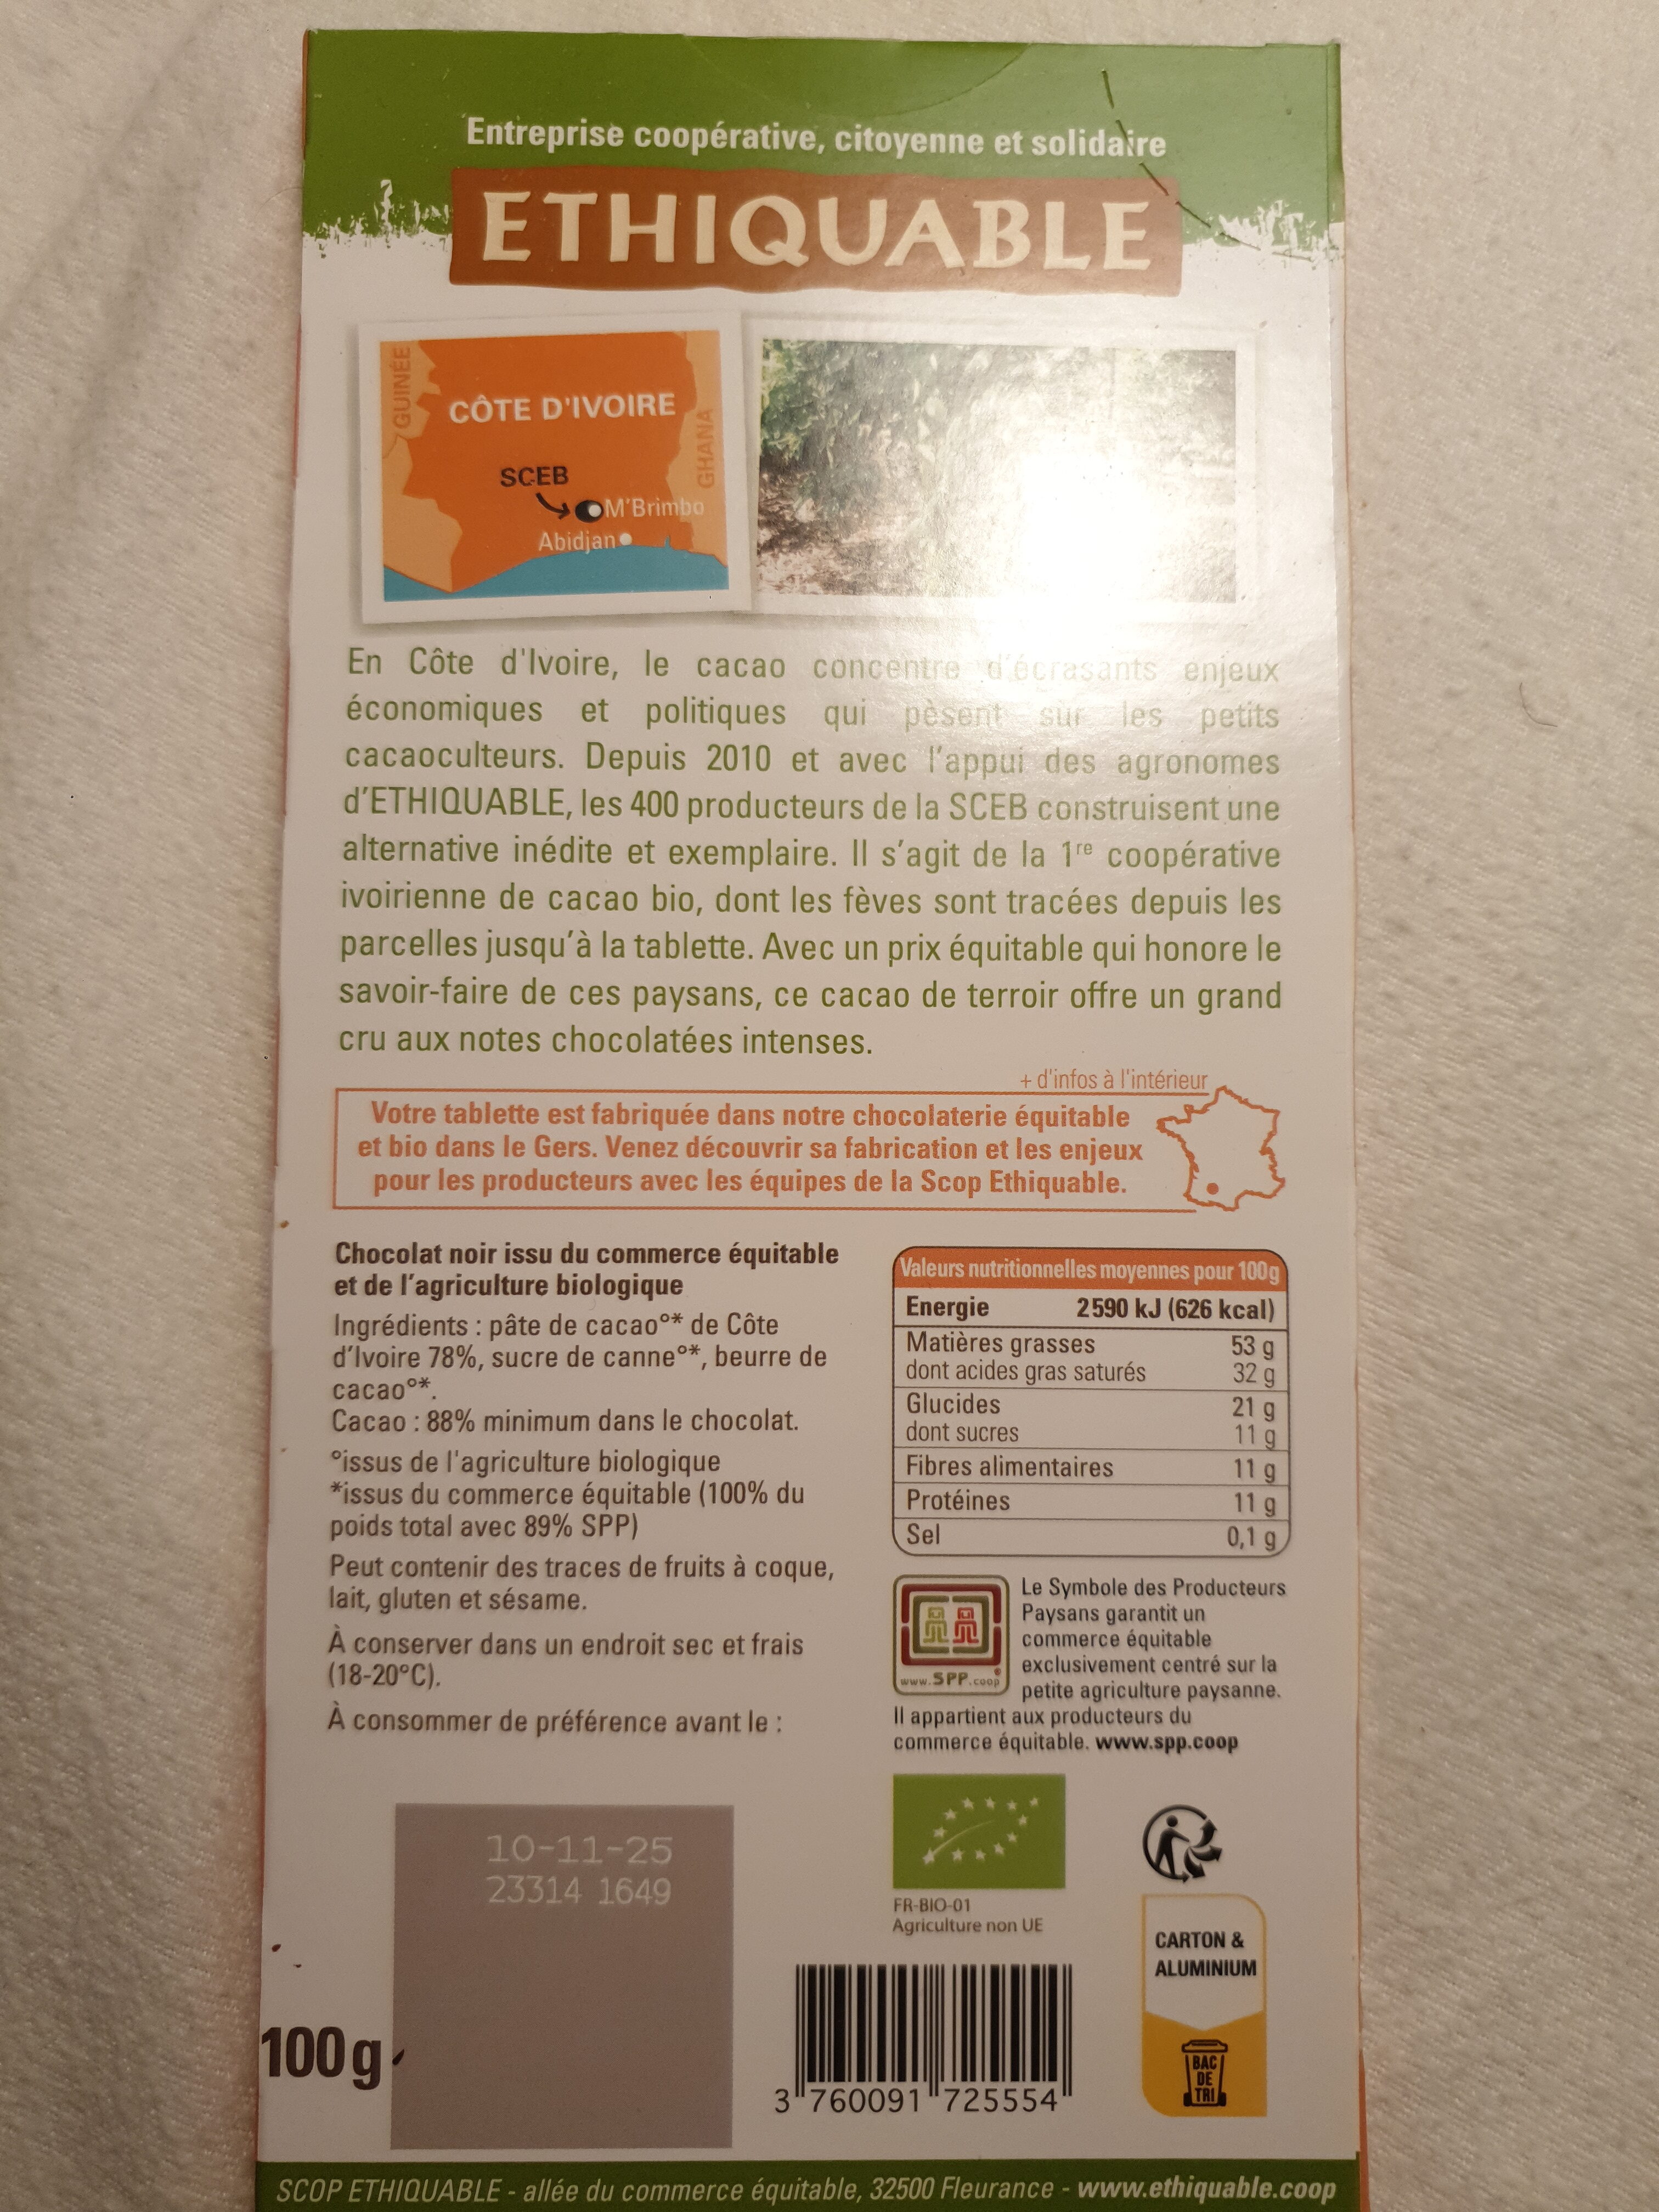 Entreprise coopérative, citoyenne et solidaire
ETHIQUABLE
GUINÉE
CÔTE D'IVOIRE
GHANA
SCEB
M'Brimbo
Abidjan
En Côte d'Ivoire, le cacao concentre d'écrasants enjeux
économiques et politiques qui pèsent sur les petits
cacaoculteurs. Depuis 2010 et avec l'appui des agronomes
d'ETHIQUABLE, les 400 producteurs de la SCEB construisent une
alternative inédite et exemplaire. Il s'agit de la 1re coopérative
ivoirienne de cacao bio, dont les fèves sont tracées depuis les
parcelles jusqu'à la tablette. Avec un prix équitable qui honore le
savoir-faire de ces paysans, ce cacao de terroir offre un grand
cru aux notes chocolatées intenses.
+ d'infos à l'intérieur
Votre tablette est fabriquée dans notre chocolaterie équitable
et bio dans le Gers. Venez découvrir sa fabrication et les enjeux
pour les producteurs avec les équipes de la Scop Ethiquable.
Chocolat noir issu du commerce équitable
et de l'agriculture biologique
Ingrédients : pâte de cacao°* de Côte
d'Ivoire 78%, sucre de canne°*, beurre de
cacao°*.
Cacao : 88% minimum dans le chocolat.
°issus de l'agriculture biologique
*issus du commerce équitable (100% du
poids total avec 89% SPP)
Peut contenir des traces de fruits à coque,
lait, gluten et sésame.
À conserver dans un endroit sec et frais
(18-20°C).
À consommer de préférence avant le :
10-11-25
23314 1649
100g
Valeurs nutritionnelles moyennes pour 100g
Energie 2590 kJ (626 kcal)
Matières grasses 53 g
dont acides gras saturés 32 g
Glucides 21 g
dont sucres 11 g
Fibres alimentaires 11 g
Protéines 11 g
Sel 0,1 g
www.SPP.coop
Le Symbole des Producteurs
Paysans garantit un
commerce équitable
exclusivement centré sur la
petite agriculture paysanne.
Il appartient aux producteurs du
commerce équitable. www.spp.coop
FR-BIO-01
Agriculture non UE
CARTON &
ALUMINIUM
BAC
DE
TRI
3 760091 725554
SCOP ETHIQUABLE - allée du commerce équitable, 32500 Fleurance - www.ethiquable.coop